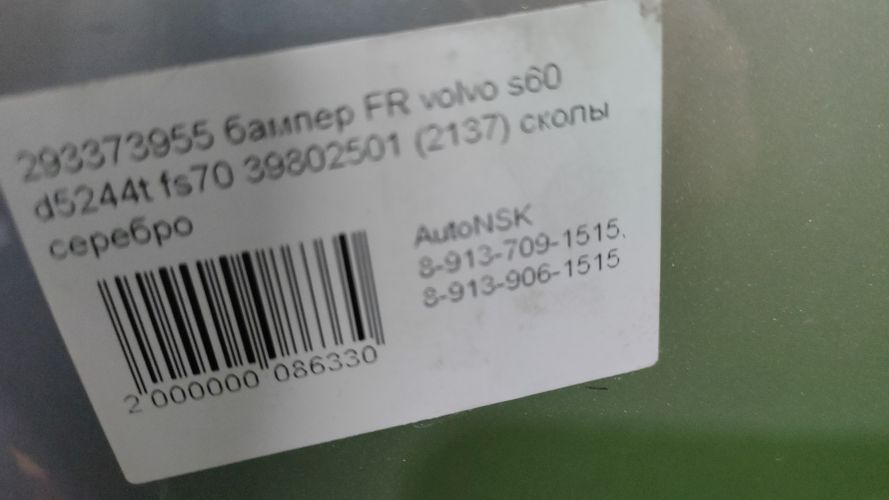 293373955 бампер FR volvo s60
d5244t fs70 39802501 (2137) сколы
серебро
AutoNSK
8-913-709-1515,
8-913-906-1515
2 000000 086330